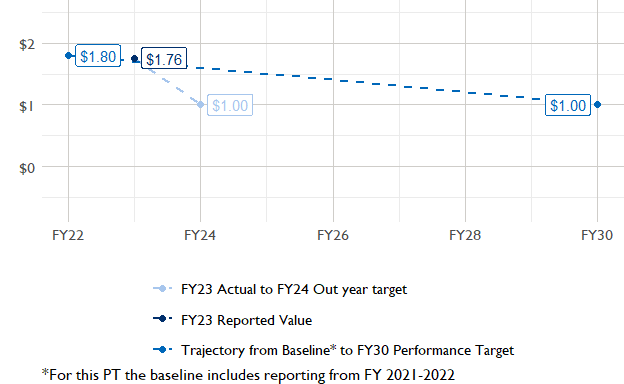 $2
$1.80
$1.76
$1
$1.00
$1.00
$0
FY22
FY24
FY26
FY28
FY30
FY23 Actual to FY24 Out year target
FY23 Reported Value
Trajectory from Baseline* to FY30 Performance Target
*For this PT the baseline includes reporting from FY 2021-2022